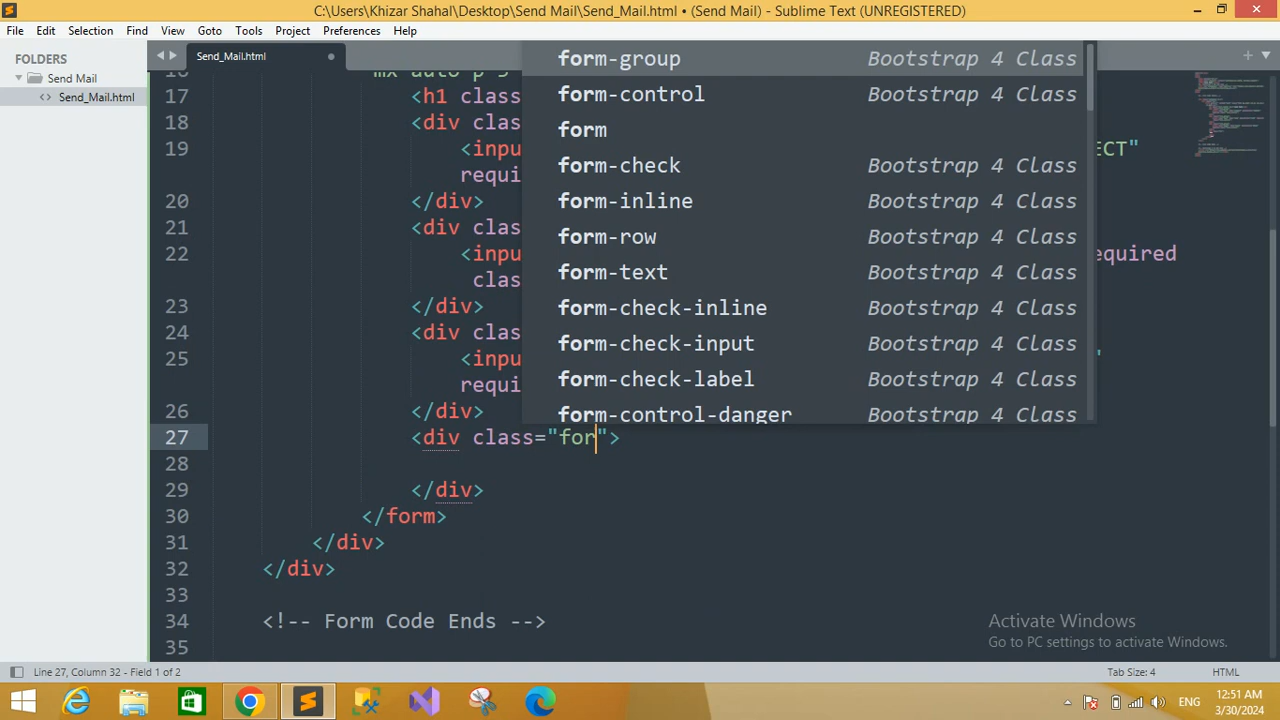 C:\Users\Khizar Shahal\Desktop\Send Mail\Send_Mail.html • (Send Mail) - Sublime Text (UNREGISTERED)
File Edit Selection Find View Goto Tools Project Preferences Help
FOLDERS
Send Mail
Send_Mail.html
Send_Mail.html
form-group Bootstrap 4 Class
form-control Bootstrap 4 Class
form
form-check Bootstrap 4 Class
form-inline Bootstrap 4 Class
form-row Bootstrap 4 Class
form-text Bootstrap 4 Class
form-check-inline Bootstrap 4 Class
form-check-input Bootstrap 4 Class
form-check-label Bootstrap 4 Class
form-control-danger Bootstrap 4 Class
17 <h1 class
18 <div clas
19 <inpu ECT"
requi
20 </div>
21 <div clas
22 <inpu equired
clas
23 </div>
24 <div clas
25 <inpu "
requi
26 </div>
27 <div class="for">
28
29 </div>
30 </form>
31 </div>
32 </div>
33
34 <!-- Form Code Ends -->
35
Activate Windows
Go to PC settings to activate Windows.
Line 27, Column 32 - Field 1 of 2 Tab Size: 4 HTML
ENG
12:51 AM
3/30/2024